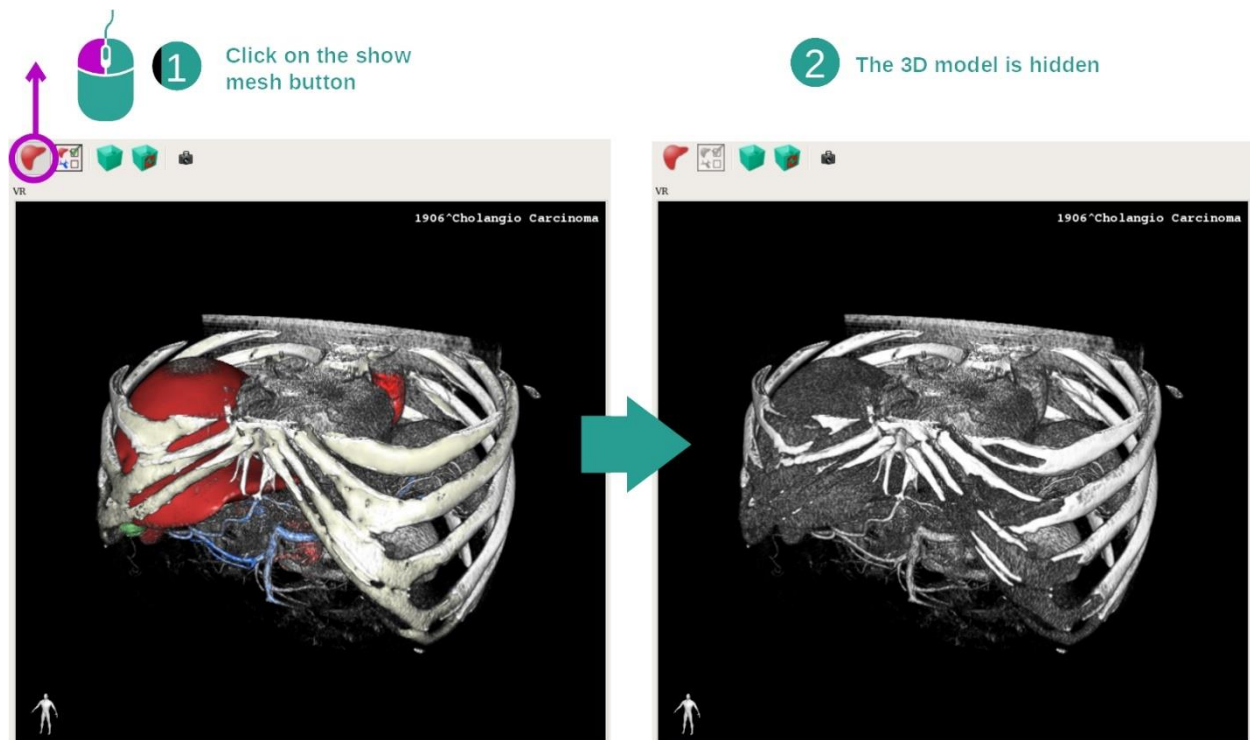 1
Click on the show
mesh button
2
The 3D model is hidden
VR
1906^Cholangio Carcinoma
VR
1906^Cholangio Carcinoma